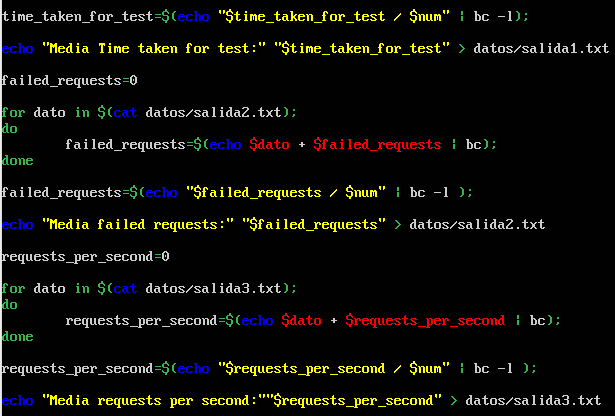 time_taken_for_test=$(echo "$time_taken_for_test / $num" | bc -l);
echo "Media Time taken for test:" "$time_taken_for_test" > datos/salida1.txt
failed_requests=0
for dato in $(cat datos/salida2.txt);
do
failed_requests=$(echo $dato + $failed_requests | bc);
done
failed_requests=$(echo "$failed_requests / $num" | bc -l );
echo "Media failed requests:" "$failed_requests" > datos/salida2.txt
requests_per_second=0
for dato in $(cat datos/salida3.txt);
do
requests_per_second=$(echo $dato + $requests_per_second | bc);
done
requests_per_second=$(echo "$requests_per_second / $num" | bc -l );
echo "Media requests per second:""$requests_per_second" > datos/salida3.txt